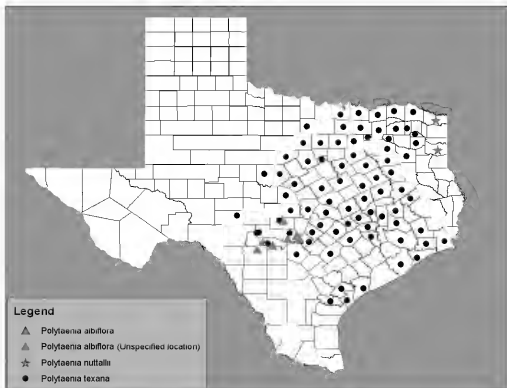 Legend
Polytaenia albiflora
Polytaenia albiflora (Unspecified location)
Polytaenia nuttallii
Polytaenia texana